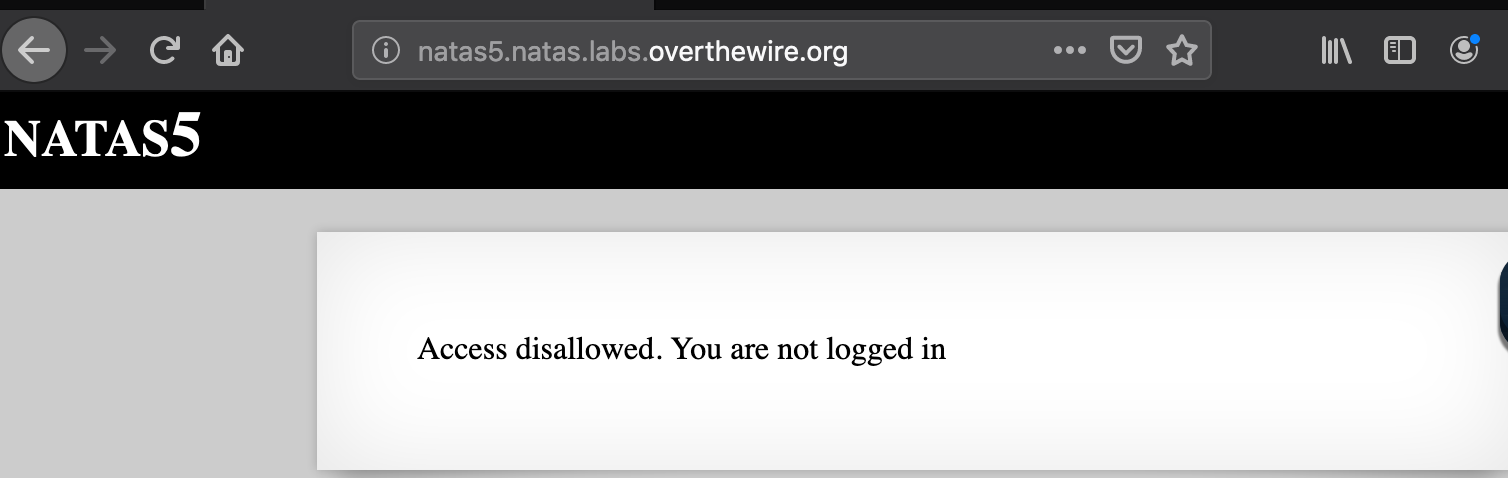 natas5.natas.labs.overthewire.org
NATAS5
Access disallowed. You are not logged in